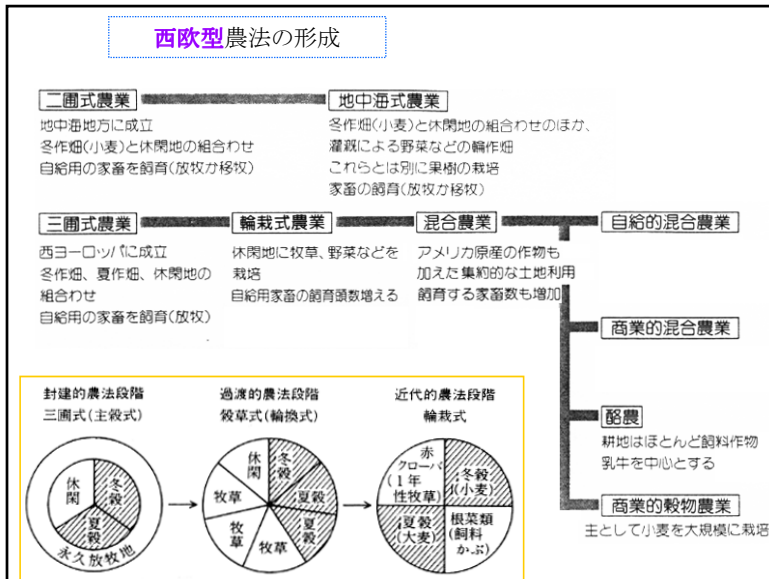 西欧型農法の形成
二圃式農業
地中海地方に成立
冬作畑(小麦)と休閑地の組合わせ
自給用の家畜を飼育(放牧か移牧)
地中海式農業
冬作畑(小麦)と休閑地の組合わせのほか、
灌漑による野菜などの輪作畑
これらとは別に果樹の栽培
家畜の飼育(放牧か移牧)
三圃式農業
西ヨーロッパに成立
冬作畑、夏作畑、休閑地の
組合わせ
自給用の家畜を飼育(放牧)
輪栽式農業
休閑地に牧草、野菜などを
栽培
自給用家畜の飼育頭数増える
混合農業
アメリカ原産の作物も
加えた集約的な土地利用
飼育する家畜数も増加
自給的混合農業
商業的混合農業
酪農
耕地はほとんど飼料作物
乳牛を中心とする
商業的穀物農業
主として小麦を大規模に栽培
封建的農法段階
三圃式(主穀式)
休閑
冬穀
夏穀
永久放牧地
過渡的農法段階
穀草式(輪換式)
休閑
冬穀
夏穀
夏穀
牧草
牧草
牧草
近代的農法段階
輪栽式
赤
クローバ
(1年
性牧草)
冬穀
(小麦)
夏穀
(大麦)
根菜類
(飼料
かぶ)